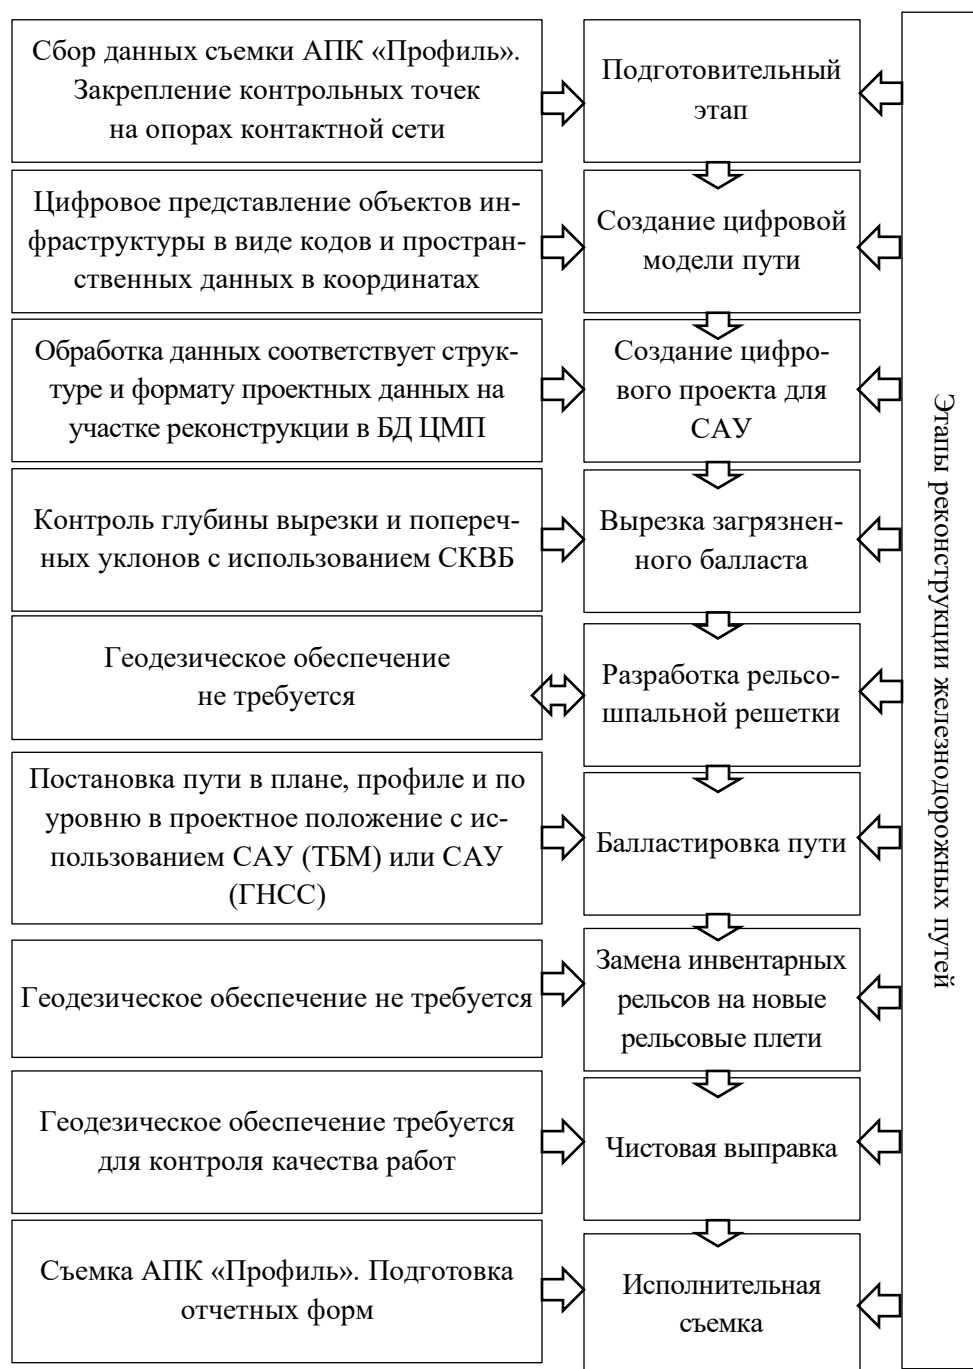 Сбор данных съемки АПК «Профиль».
Закрепление контрольных точек
на опорах контактной сети
Подготовительный
этап
Цифровое представление объектов ин-
фраструктуры в виде кодов и простран-
ственных данных в координатах
Создание цифровой
модели пути
Обработка данных соответствует струк-
туре и формату проектных данных на
участке реконструкции в БД ЦМП
Создание цифро-
вого проекта для
САУ
Контроль глубины вырезки и попереч-
ных уклонов с использованием СКВБ
Вырезка загрязнен-
ного балласта
Геодезическое обеспечение
не требуется
Разработка рельсо-
шпальной решетки
Постановка пути в плане, профиле и по
уровню в проектное положение с ис-
пользованием САУ (ТБМ) или САУ
(ГНСС)
Балластировка пути
Геодезическое обеспечение не требуется
Замена инвентарных
рельсов на новые
рельсовые плети
Геодезическое обеспечение требуется
для контроля качества работ
Чистовая выправка
Съемка АПК «Профиль». Подготовка
отчетных форм
Исполнительная
съемка
Этапы реконструкции железнодорожных путей